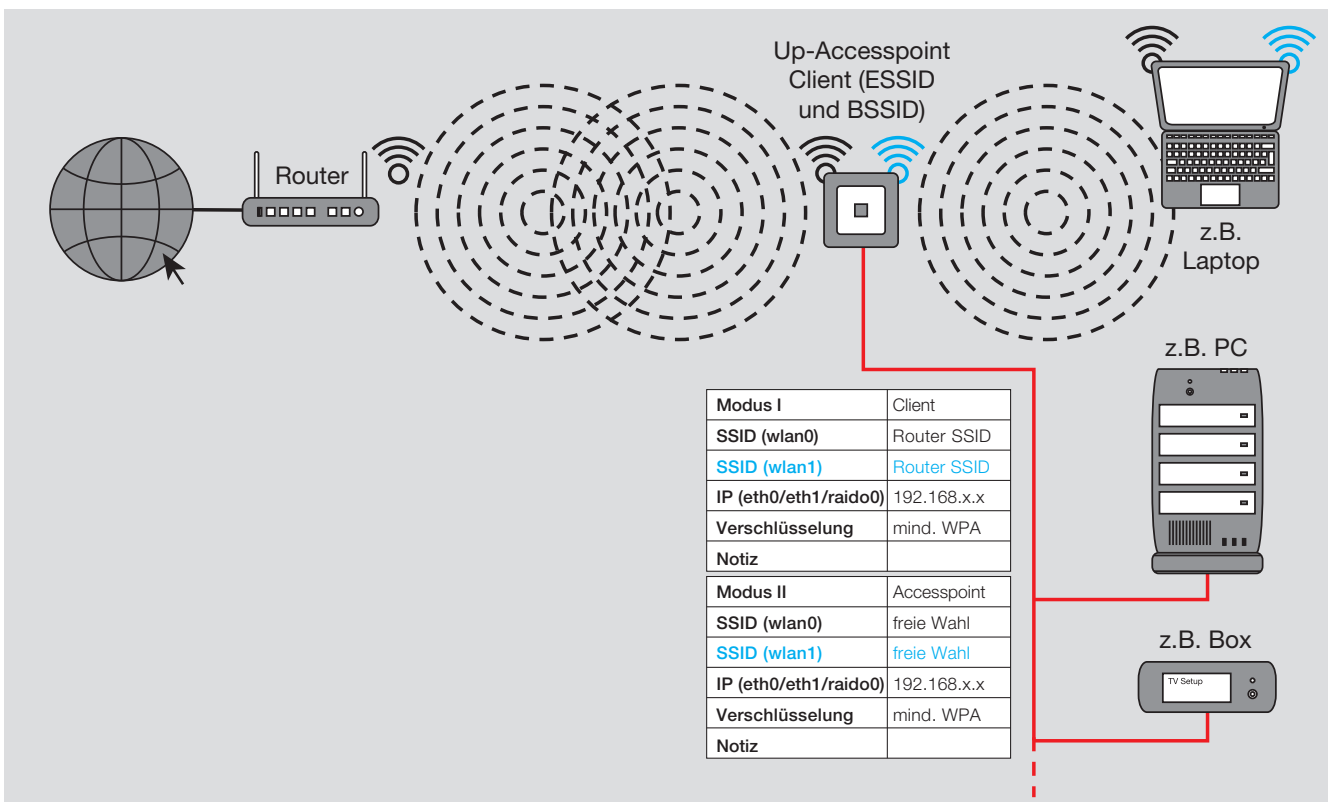 Up-Accesspoint
Client (ESSID
und BSSID)
Router
z.B.
Laptop
z.B. PC
Modus I Client
SSID (wlan0) Router SSID
SSID (wlan1) Router SSID
IP (eth0/eth1/raido0) 192.168.x.x
Verschlüsselung mind. WPA
Notiz
Modus II Accesspoint
SSID (wlan0) freie Wahl
SSID (wlan1) freie Wahl
IP (eth0/eth1/raido0) 192.168.x.x
Verschlüsselung mind. WPA
Notiz
z.B. Box
TV Setup